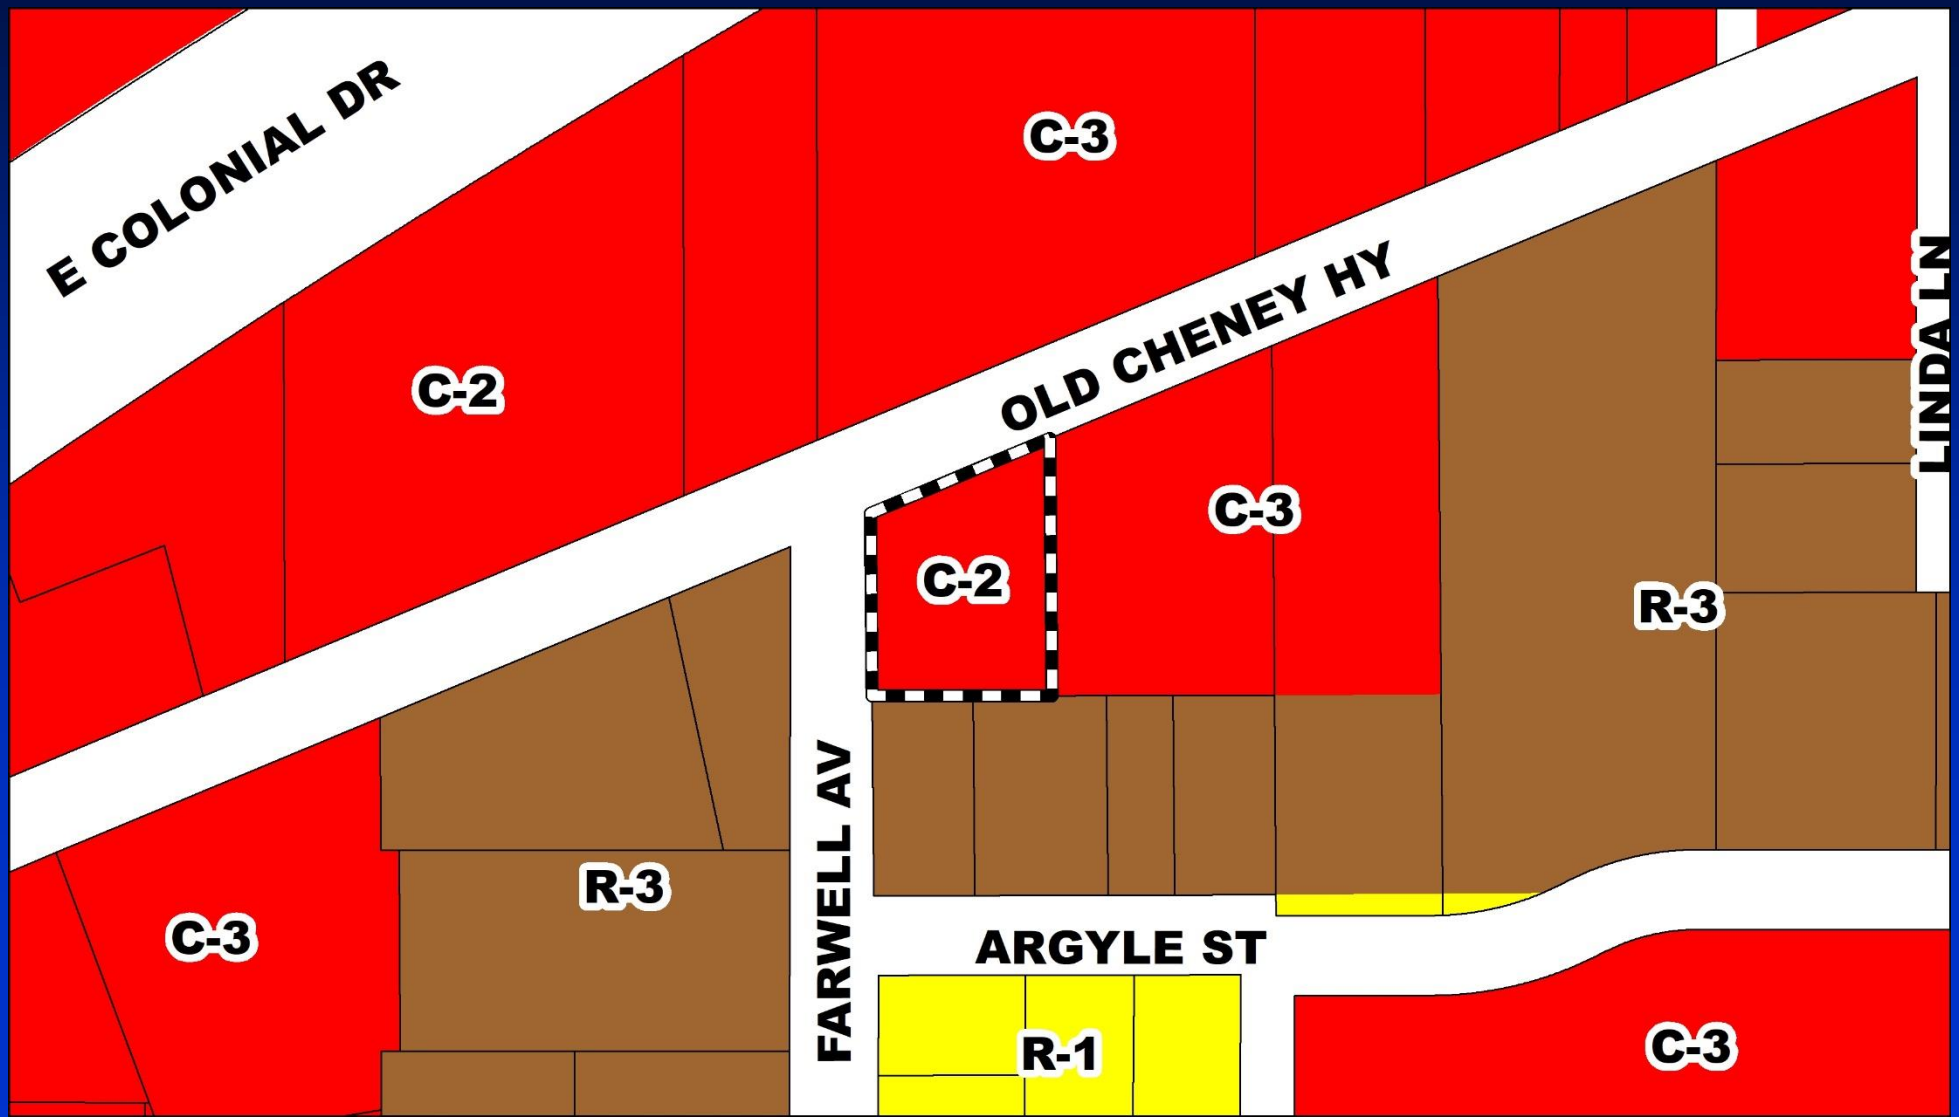 E COLONIAL DR
C-3
C-2
OLD CHENEY HY
LINDA LN
C-3
C-2
R-3
R-3
C-3
FARWELL AV
ARGYLE ST
R-1
C-3